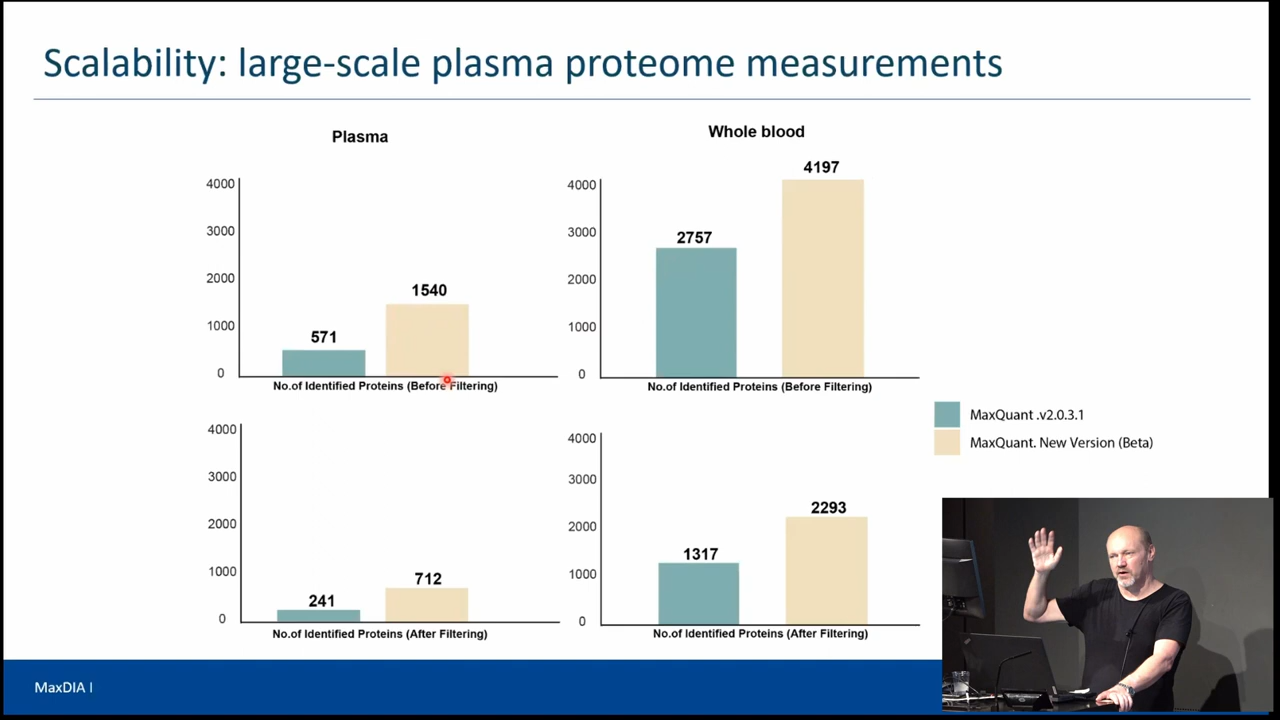 Scalability: large-scale plasma proteome measurements
Plasma
4000
3000
2000
1000
0
571
1540
No.of Identified Proteins (Before Filtering)
Whole blood
4000
3000
2000
1000
0
2757
4197
No.of Identified Proteins (Before Filtering)
4000
3000
2000
1000
0
241
712
No.of Identified Proteins (After Filtering)
4000
3000
2000
1000
0
1317
2293
No.of Identified Proteins (After Filtering)
MaxQuant .v2.0.3.1
MaxQuant. New Version (Beta)
MaxDIA |